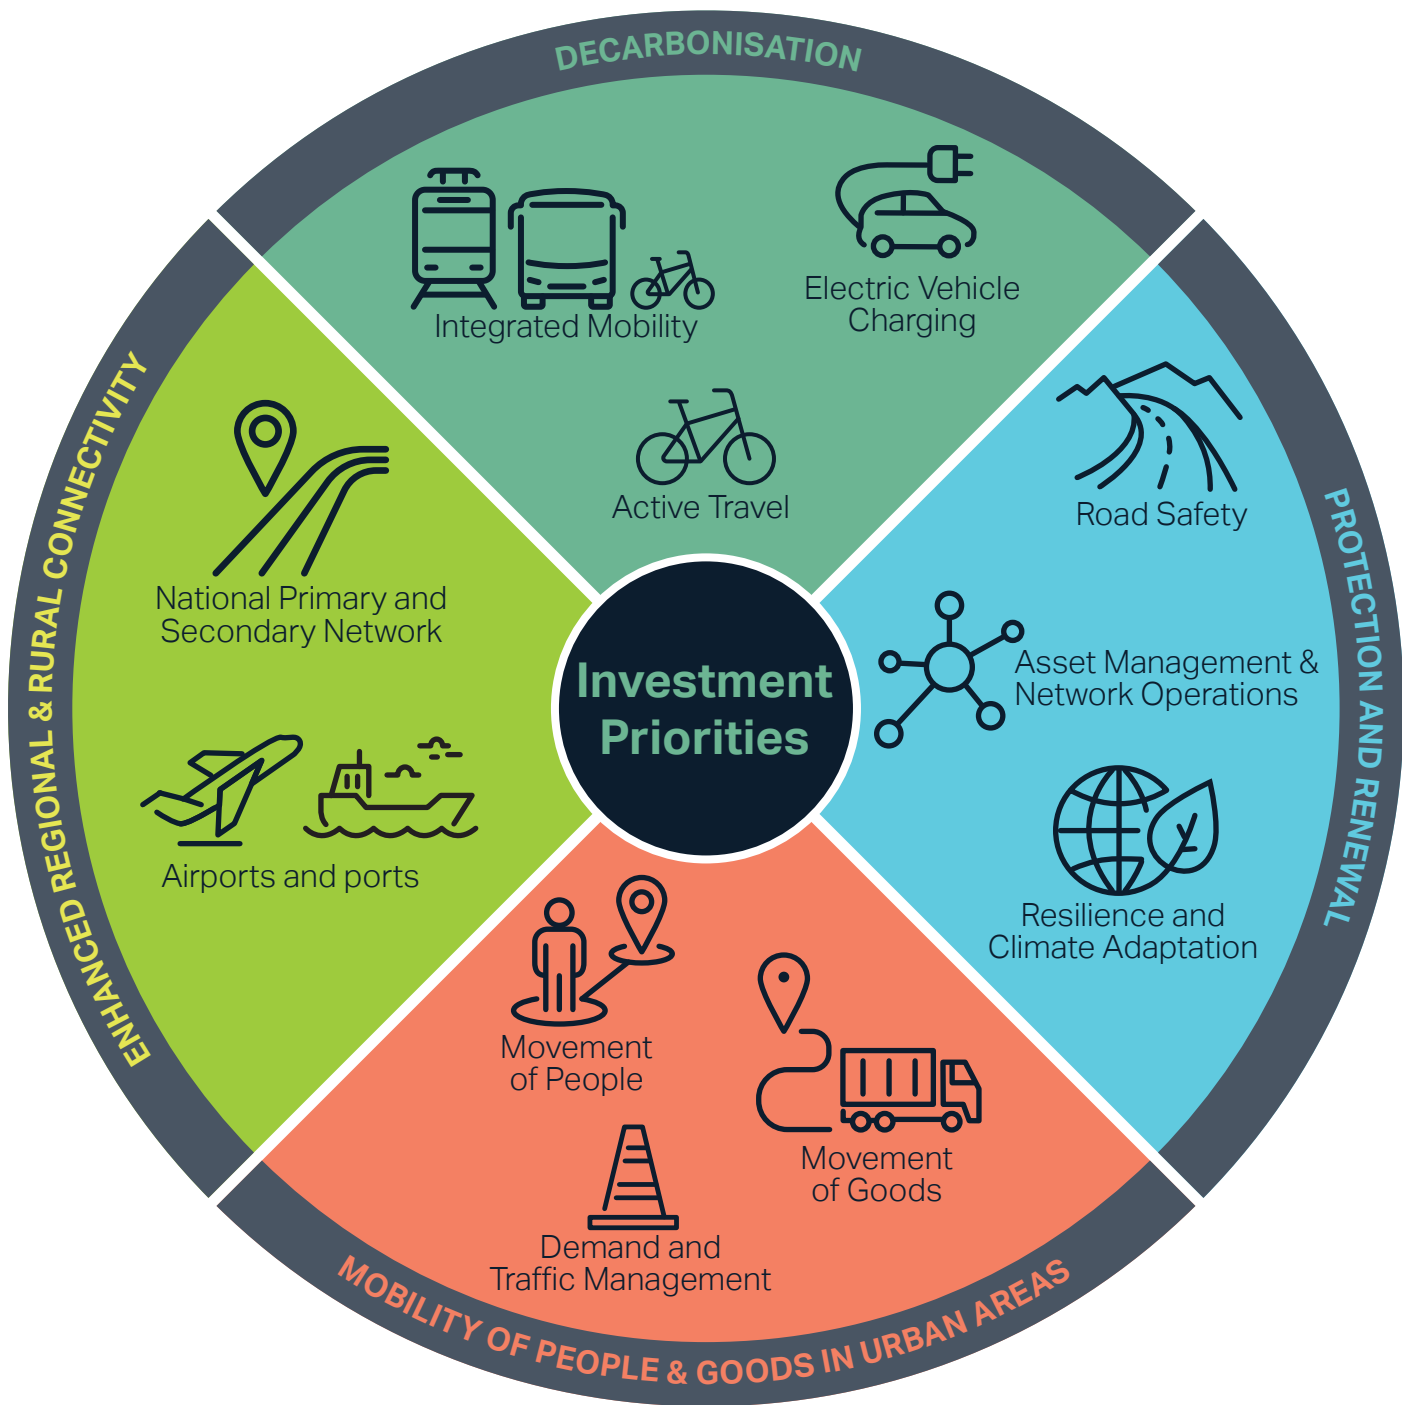 DECARBONISATION
Integrated Mobility
Electric Vehicle
Charging
Active Travel
PROTECTION AND RENEWAL
Road Safety
Asset Management &
Network Operations
Resilience and
Climate Adaptation
MOBILITY OF PEOPLE & GOODS IN URBAN AREAS
Movement
of People
Movement
of Goods
Demand and
Traffic Management
ENHANCED REGIONAL & RURAL CONNECTIVITY
National Primary and
Secondary Network
Airports and ports
Investment
Priorities